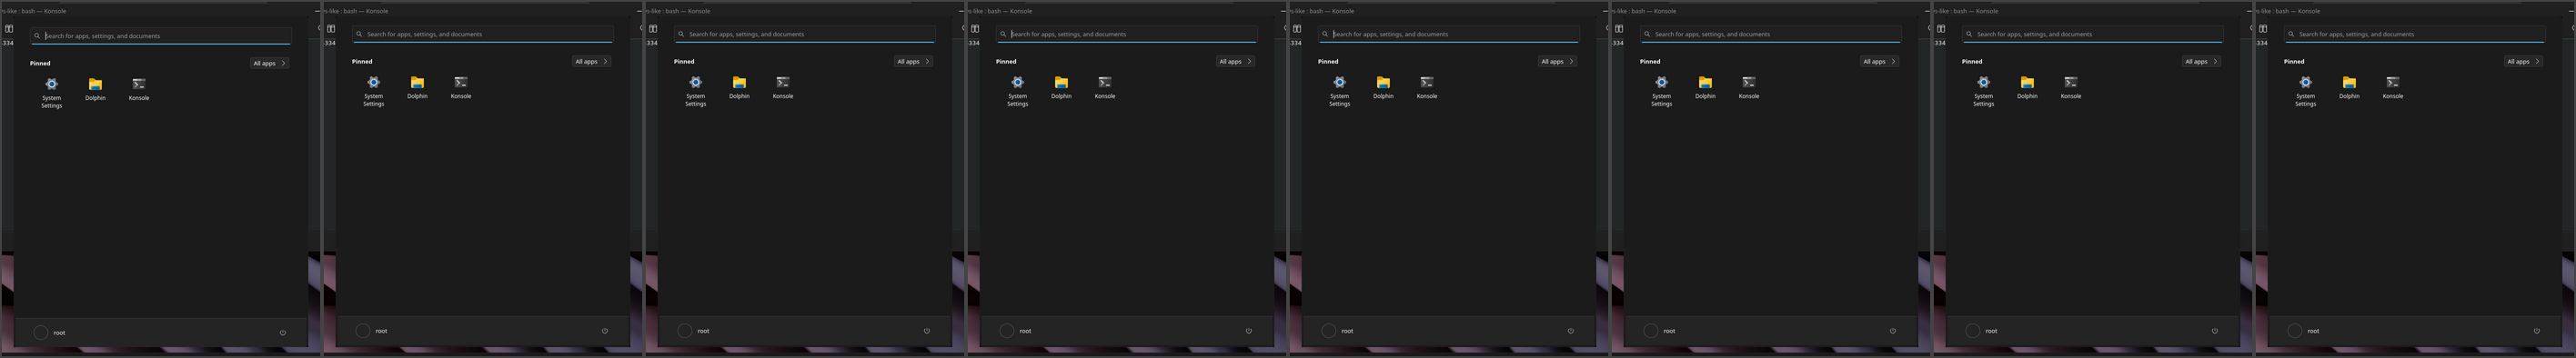 s-like : bash — Konsole
334
Search for apps, settings, and documents
Pinned
All apps
System Settings
Dolphin
Konsole
root
s-like : bash — Konsole
334
Search for apps, settings, and documents
Pinned
All apps
System Settings
Dolphin
Konsole
root
s-like : bash — Konsole
334
Search for apps, settings, and documents
Pinned
All apps
System Settings
Dolphin
Konsole
root
s-like : bash — Konsole
334
Search for apps, settings, and documents
Pinned
All apps
System Settings
Dolphin
Konsole
root
s-like : bash — Konsole
334
Search for apps, settings, and documents
Pinned
All apps
System Settings
Dolphin
Konsole
root
s-like : bash — Konsole
334
Search for apps, settings, and documents
Pinned
All apps
System Settings
Dolphin
Konsole
root
s-like : bash — Konsole
334
Search for apps, settings, and documents
Pinned
All apps
System Settings
Dolphin
Konsole
root
s-like : bash — Konsole
334
Search for apps, settings, and documents
Pinned
All apps
System Settings
Dolphin
Konsole
root